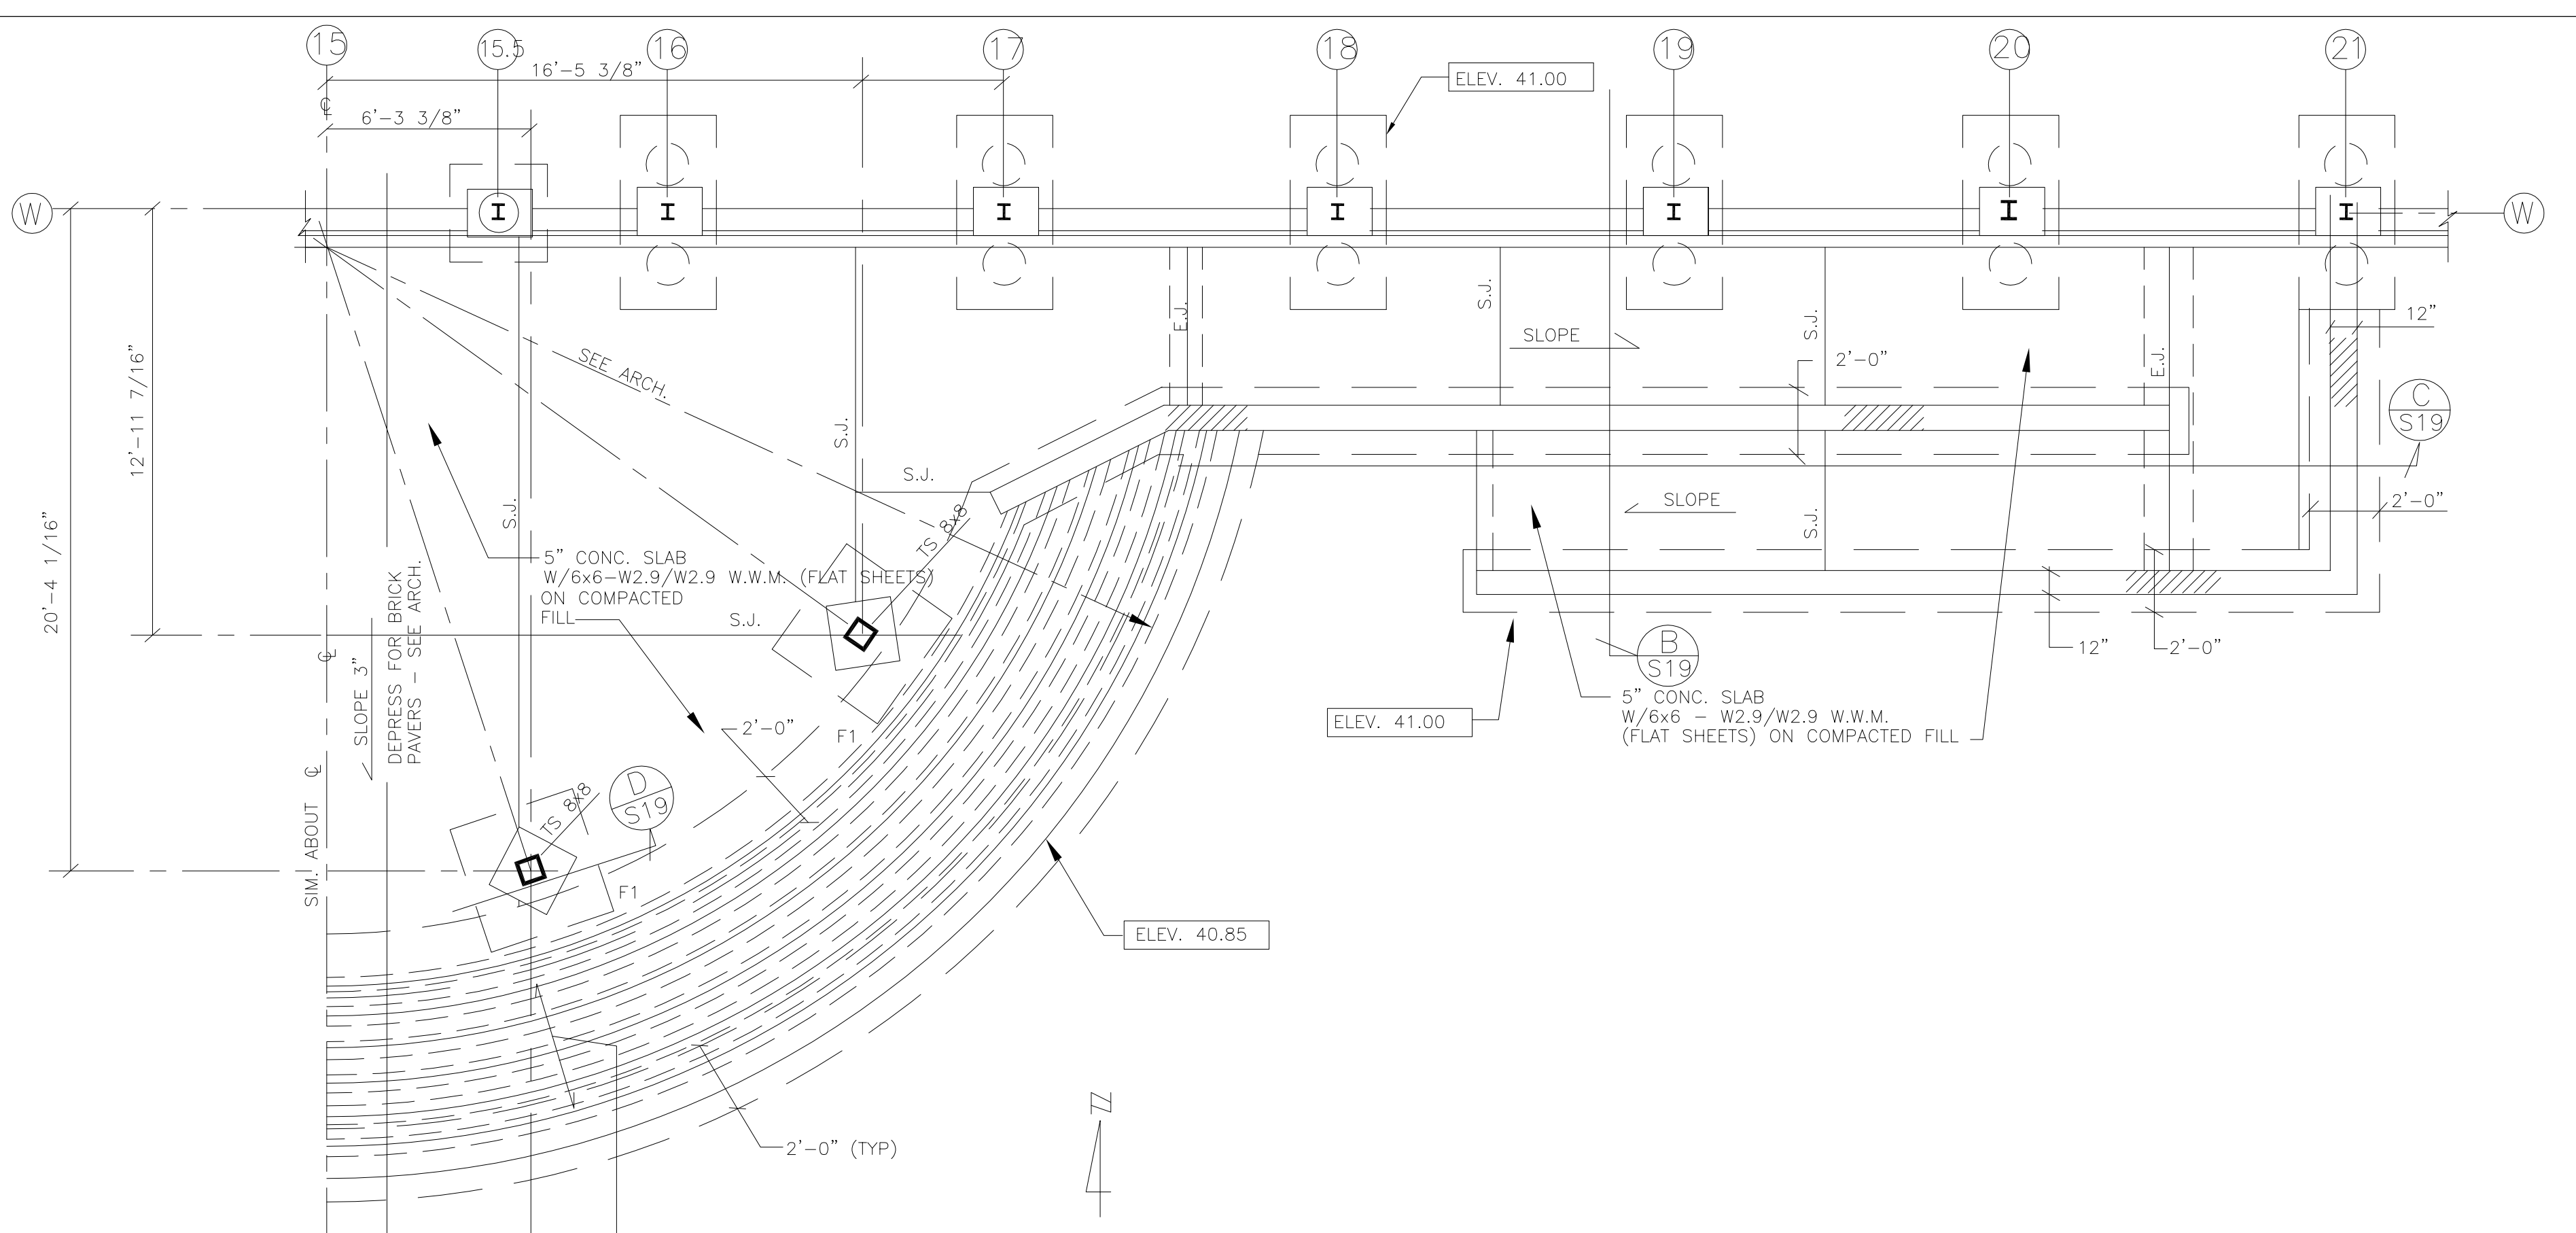 15
15.5
16
17
18
19
20
21
16'-5 3/8"
ELEV. 41.00
℄
6'-3 3/8"
W
W
12"
E.J.
S.J.
SLOPE
S.J.
2'-0"
E.J.
SEE ARCH.
12'-11 7/16"
S.J.
C
S19
S.J.
2'-0"
SLOPE
S.J.
S.J.
TS 8x8
20'-4 1/16"
5" CONC. SLAB
W/6x6-W2.9/W2.9 W.W.M. (FLAT SHEETS)
ON COMPACTED
FILL
S.J.
12"
2'-0"
B
S19
℄
SLOPE 3"
DEPRESS FOR BRICK
PAVERS - SEE ARCH.
5" CONC. SLAB
W/6x6 - W2.9/W2.9 W.W.M.
(FLAT SHEETS) ON COMPACTED FILL
ELEV. 41.00
2'-0"
F1
D
S19
TS 8x8
SIM. ABOUT ℄
F1
ELEV. 40.85
N
2'-0" (TYP)